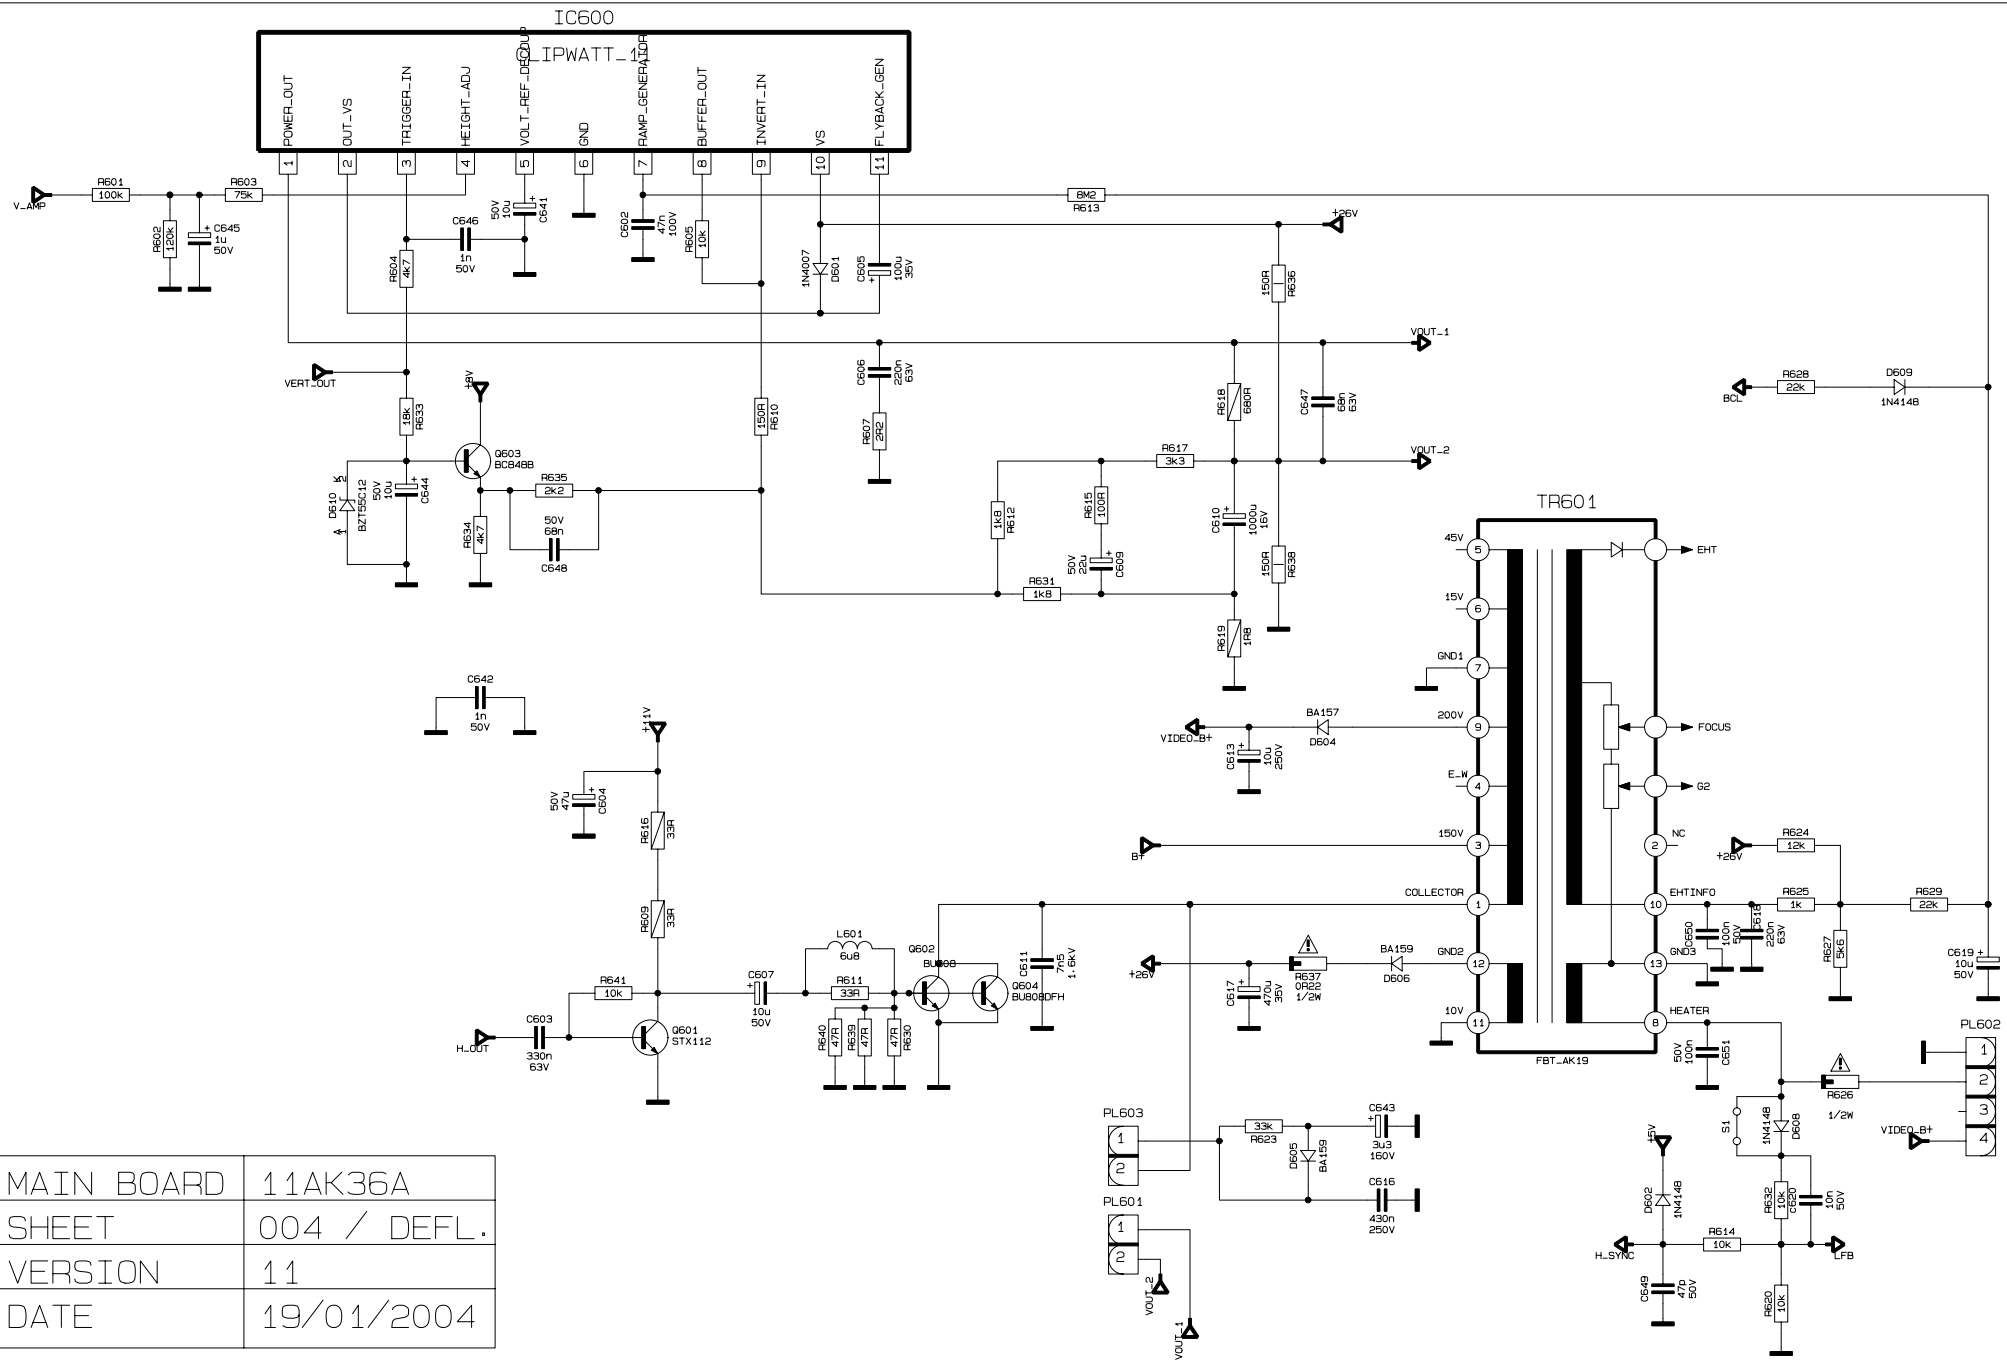 IC600
CLIPWATT_11
POWER_OUT
OUT_VS
TRIGGER_IN
HEIGHT_ADJ
VOLT_REF_DECOUP
GND
RAMP_GENERATOR
BUFFER_OUT
INVERT_IN
VS
FLYBACK_GEN
1
2
3
4
5
6
7
8
9
10
11
V_AMP
R601
100k
R603
75k
R602
120k
C645
1u
50V
R604
4k7
C646
1n
50V
50V
10u
C641
C602
47n
100V
R605
10k
8M2
R613
1N4007
D601
C605
100u
35V
+26V
150R
R636
VOUT_1
VERT_OUT
+8V
18k
R633
Q603
BC848B
K 2
D610
A 1
BZT55C12
50V
10u
C644
R634
4k7
R635
2k2
50V
68n
C648
150R
R610
C606
220n
63V
R607
2R2
R618
680R
C647
68n
63V
VOUT_2
R617
3k3
1k8
R612
R615
100R
50V
22u
C609
R631
1k8
C610
1000u
16V
150R
R638
R619
1R8
BCL
R628
22k
D609
1N4148
TR601
45V
5
15V
6
GND1
7
200V
9
E_W
4
150V
3
COLLECTOR
1
GND2
12
10V
11
EHT
FOCUS
G2
NC
2
EHTINFO
10
GND3
13
HEATER
8
FBT_AK19
C642
1n
50V
+11V
50V
47u
C604
R616
33R
R609
33R
R641
10k
H_OUT
C603
330n
63V
Q601
STX112
C607
10u
50V
L601
6u8
R611
33R
R640
47R
R639
47R
47R
R630
Q602
BU808
Q604
BU808DFH
C611
7n5
1.6kV
VIDEO_B+
C613
10u
250V
BA157
D604
B+
+26V
C617
470u
35V
R637
0R22
1/2W
BA159
D606
+26V
R624
12k
R625
1k
R629
22k
C650
100n
50V
C618
220n
63V
R627
5k6
C619
10u
50V
50V
100n
C651
R626
1/2W
PL602
1
2
3
4
VIDEO_B+
S1
1N4148
D608
R632
10k
C620
10n
50V
+5V
D602
1N4148
H_SYNC
R614
10k
LFB
C649
47p
50V
R620
10k
PL603
1
2
PL601
1
2
VOUT_2
VOUT_1
33k
R623
D605
BA159
C643
3u3
160V
C616
430n
250V
MAIN BOARD 11AK36A
SHEET 004 / DEFL.
VERSION 11
DATE 19/01/2004